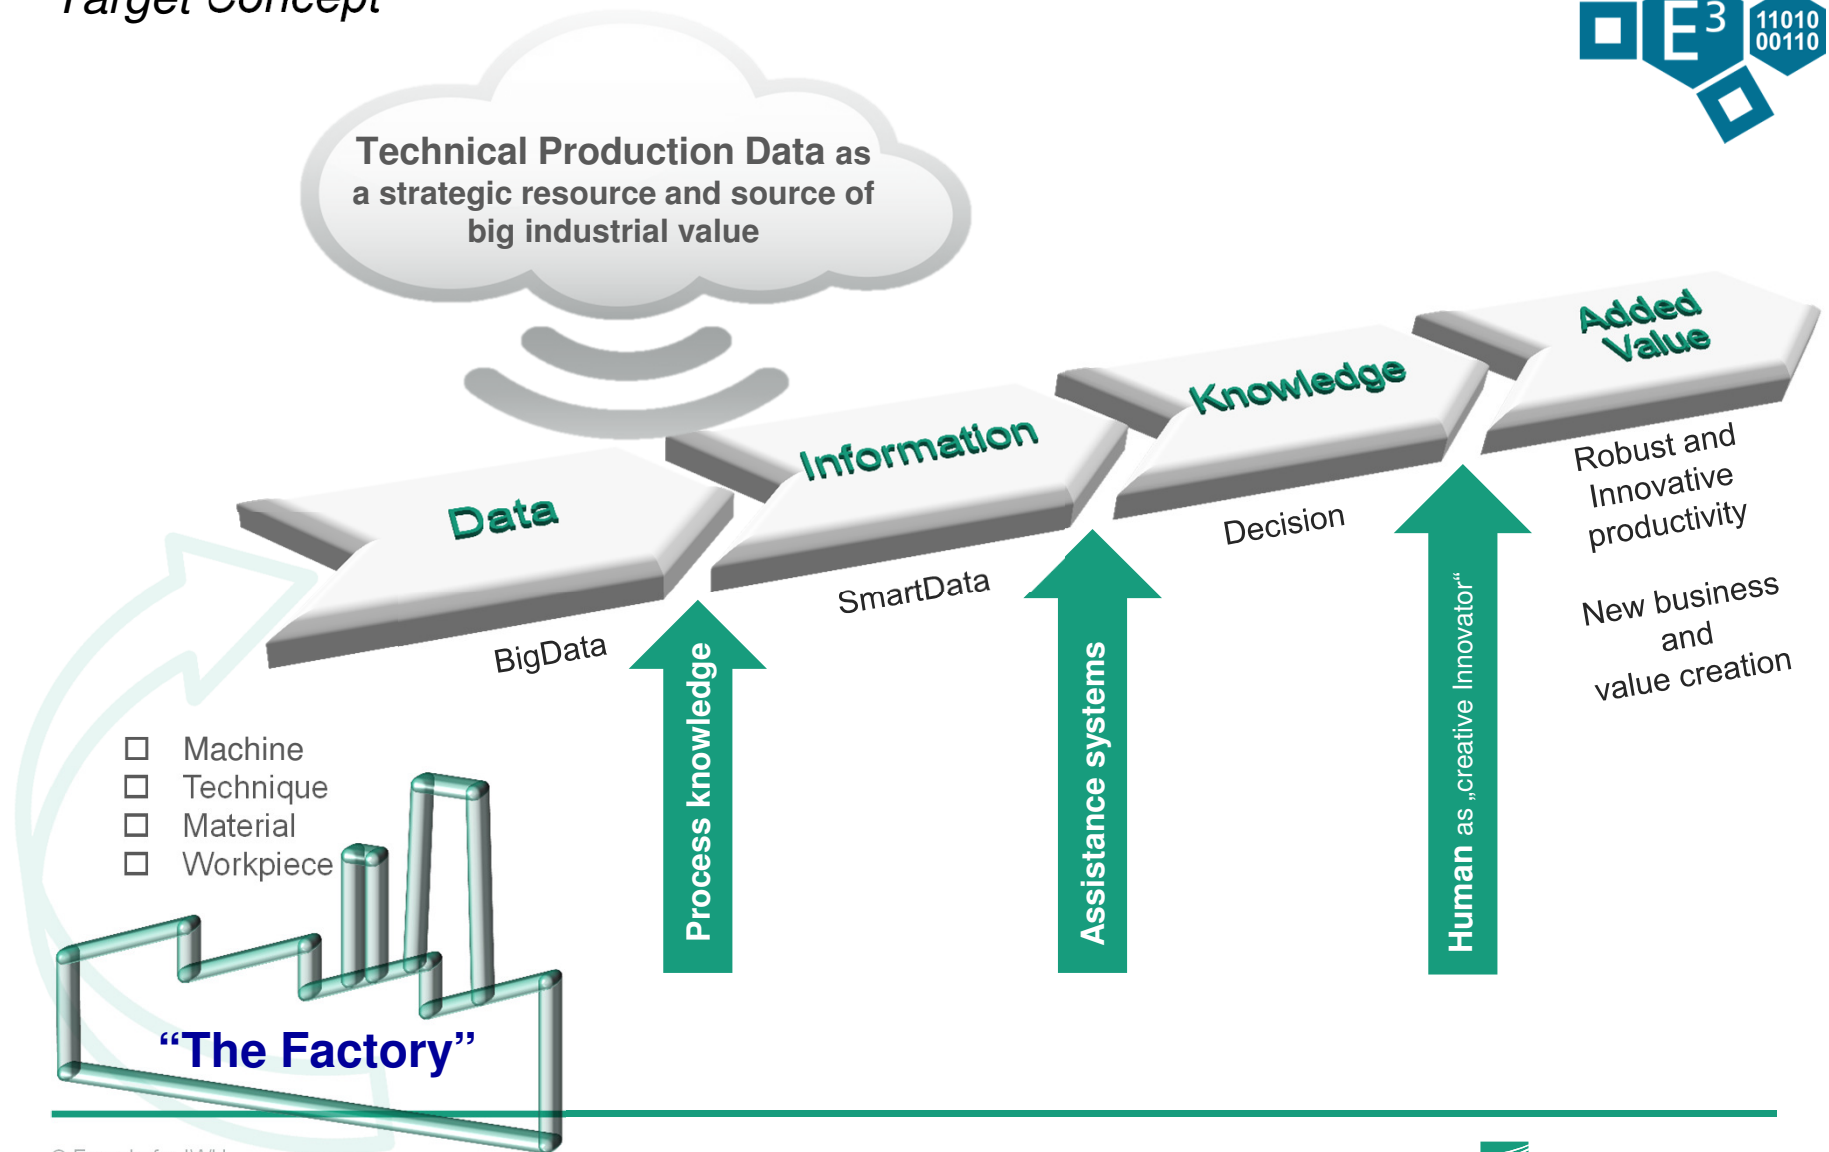 Target Concept
E3
11010
00110
Technical Production Data as
a strategic resource and source of
big industrial value
Data
Information
Knowledge
Added
Value
BigData
SmartData
Decision
Robust and
Innovative
productivity
New business
and
value creation
Process knowledge
Assistance systems
Human as „creative Innovator“
Machine
Technique
Material
Workpiece
“The Factory”